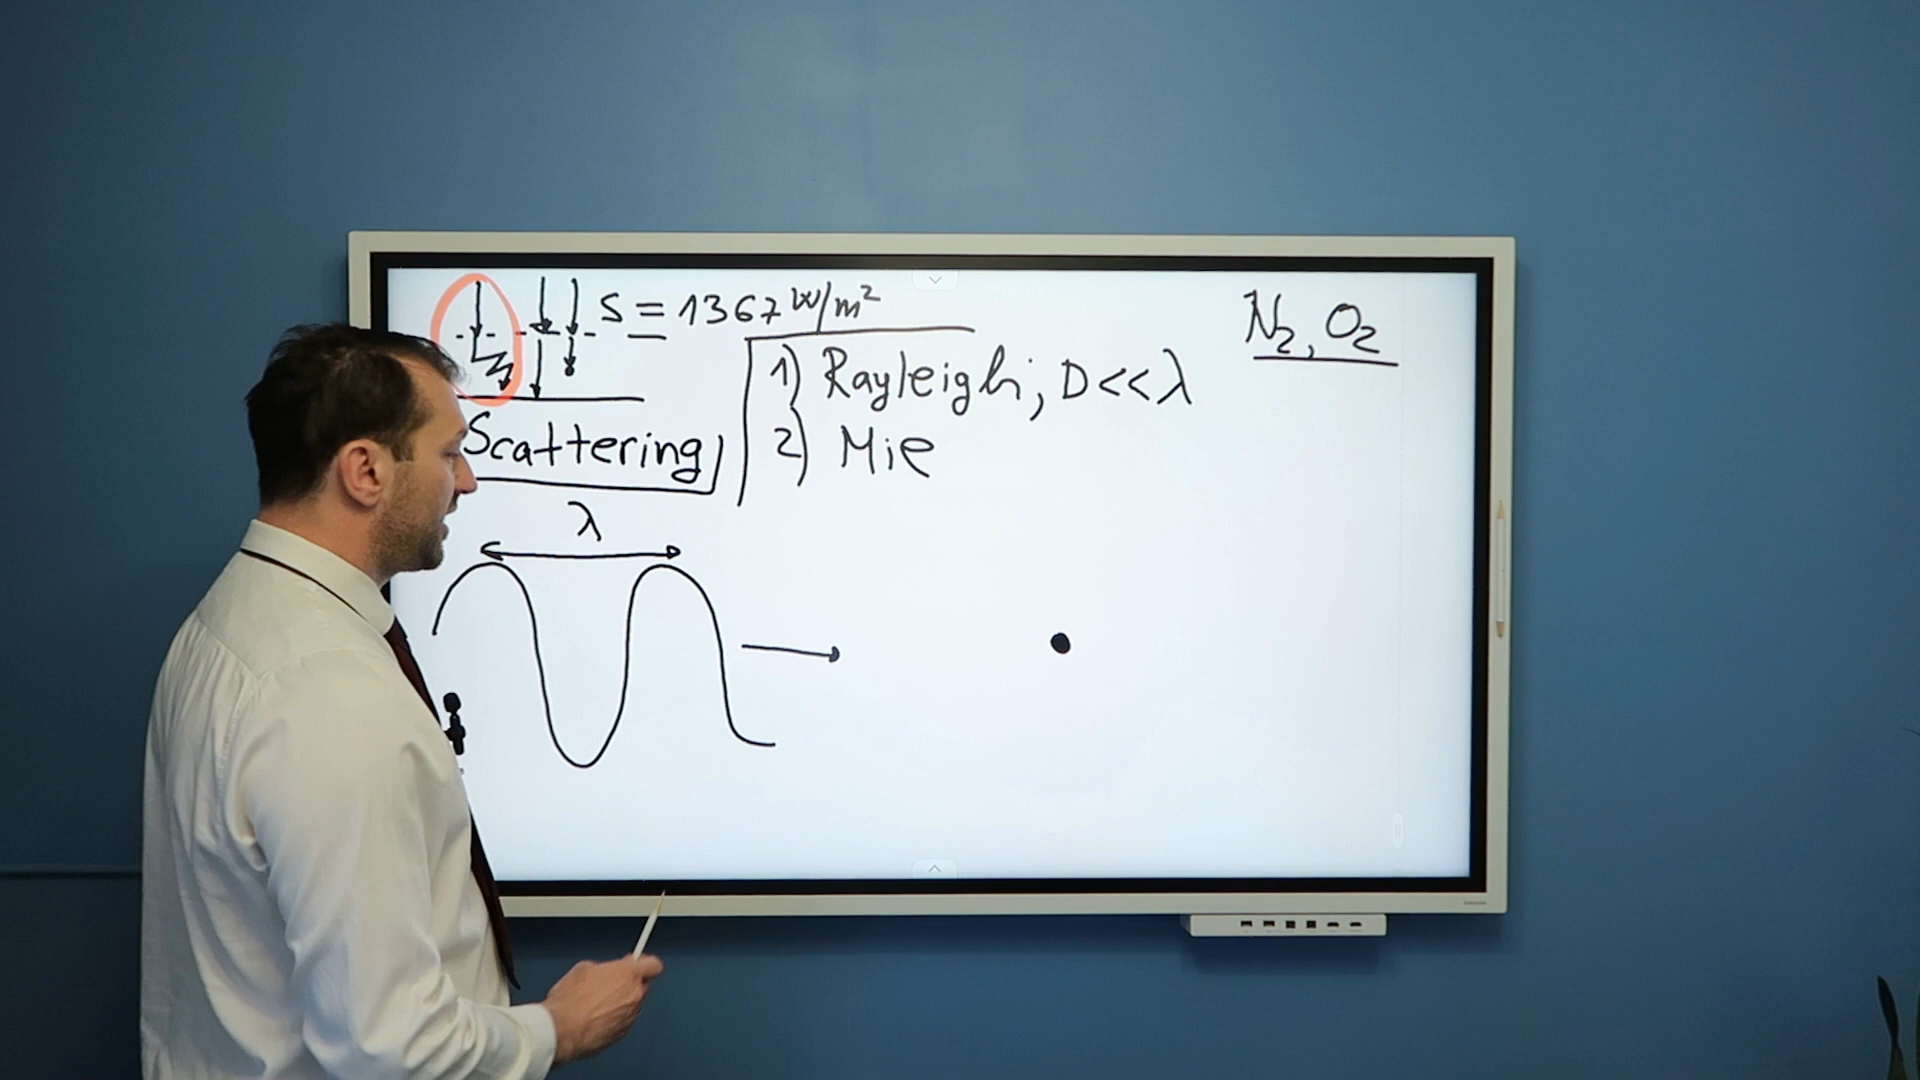 S = 1367 W/m²
N₂, O₂
1) Rayleigh; D<<λ
2) Mie
Scattering
λ